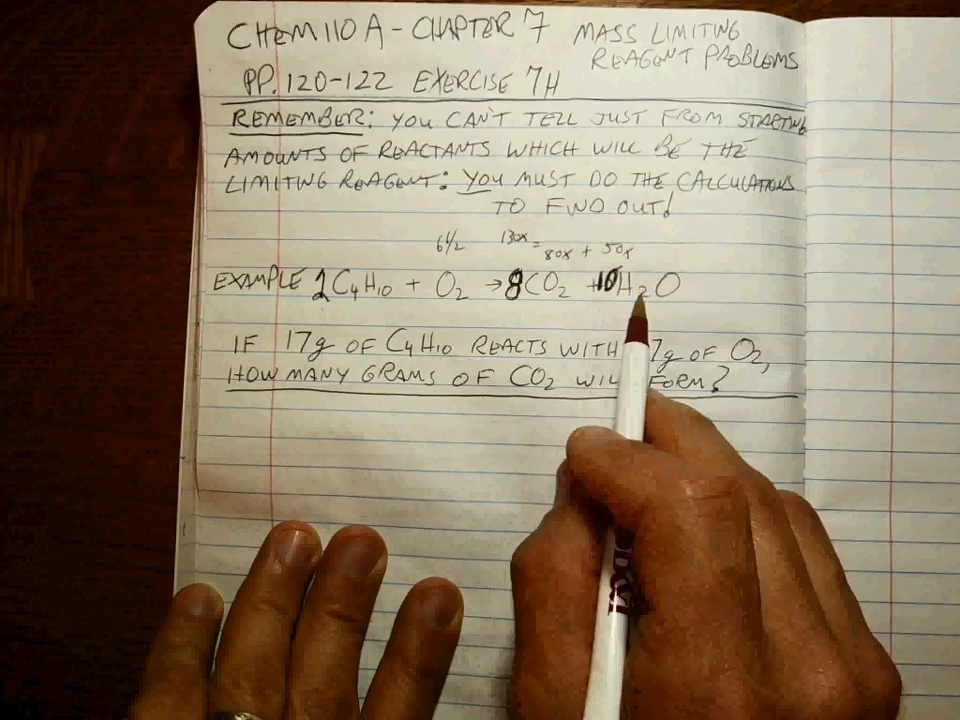 CHEM 110 A - CHAPTER 7 MASS LIMITING
REAGENT PROBLEMS
PP. 120-122 EXERCISE 7H
REMEMBER: YOU CAN'T TELL JUST FROM STARTING
AMOUNTS OF REACTANTS WHICH WILL BE THE
LIMITING REAGENT: YOU MUST DO THE CALCULATIONS
TO FIND OUT!
6½ 130x = 80x + 50x
EXAMPLE 2C₄H₁₀ + O₂ → 8CO₂ + 10H₂O
IF 17g OF C₄H₁₀ REACTS WITH 7g OF O₂,
HOW MANY GRAMS OF CO₂ WILL FORM?